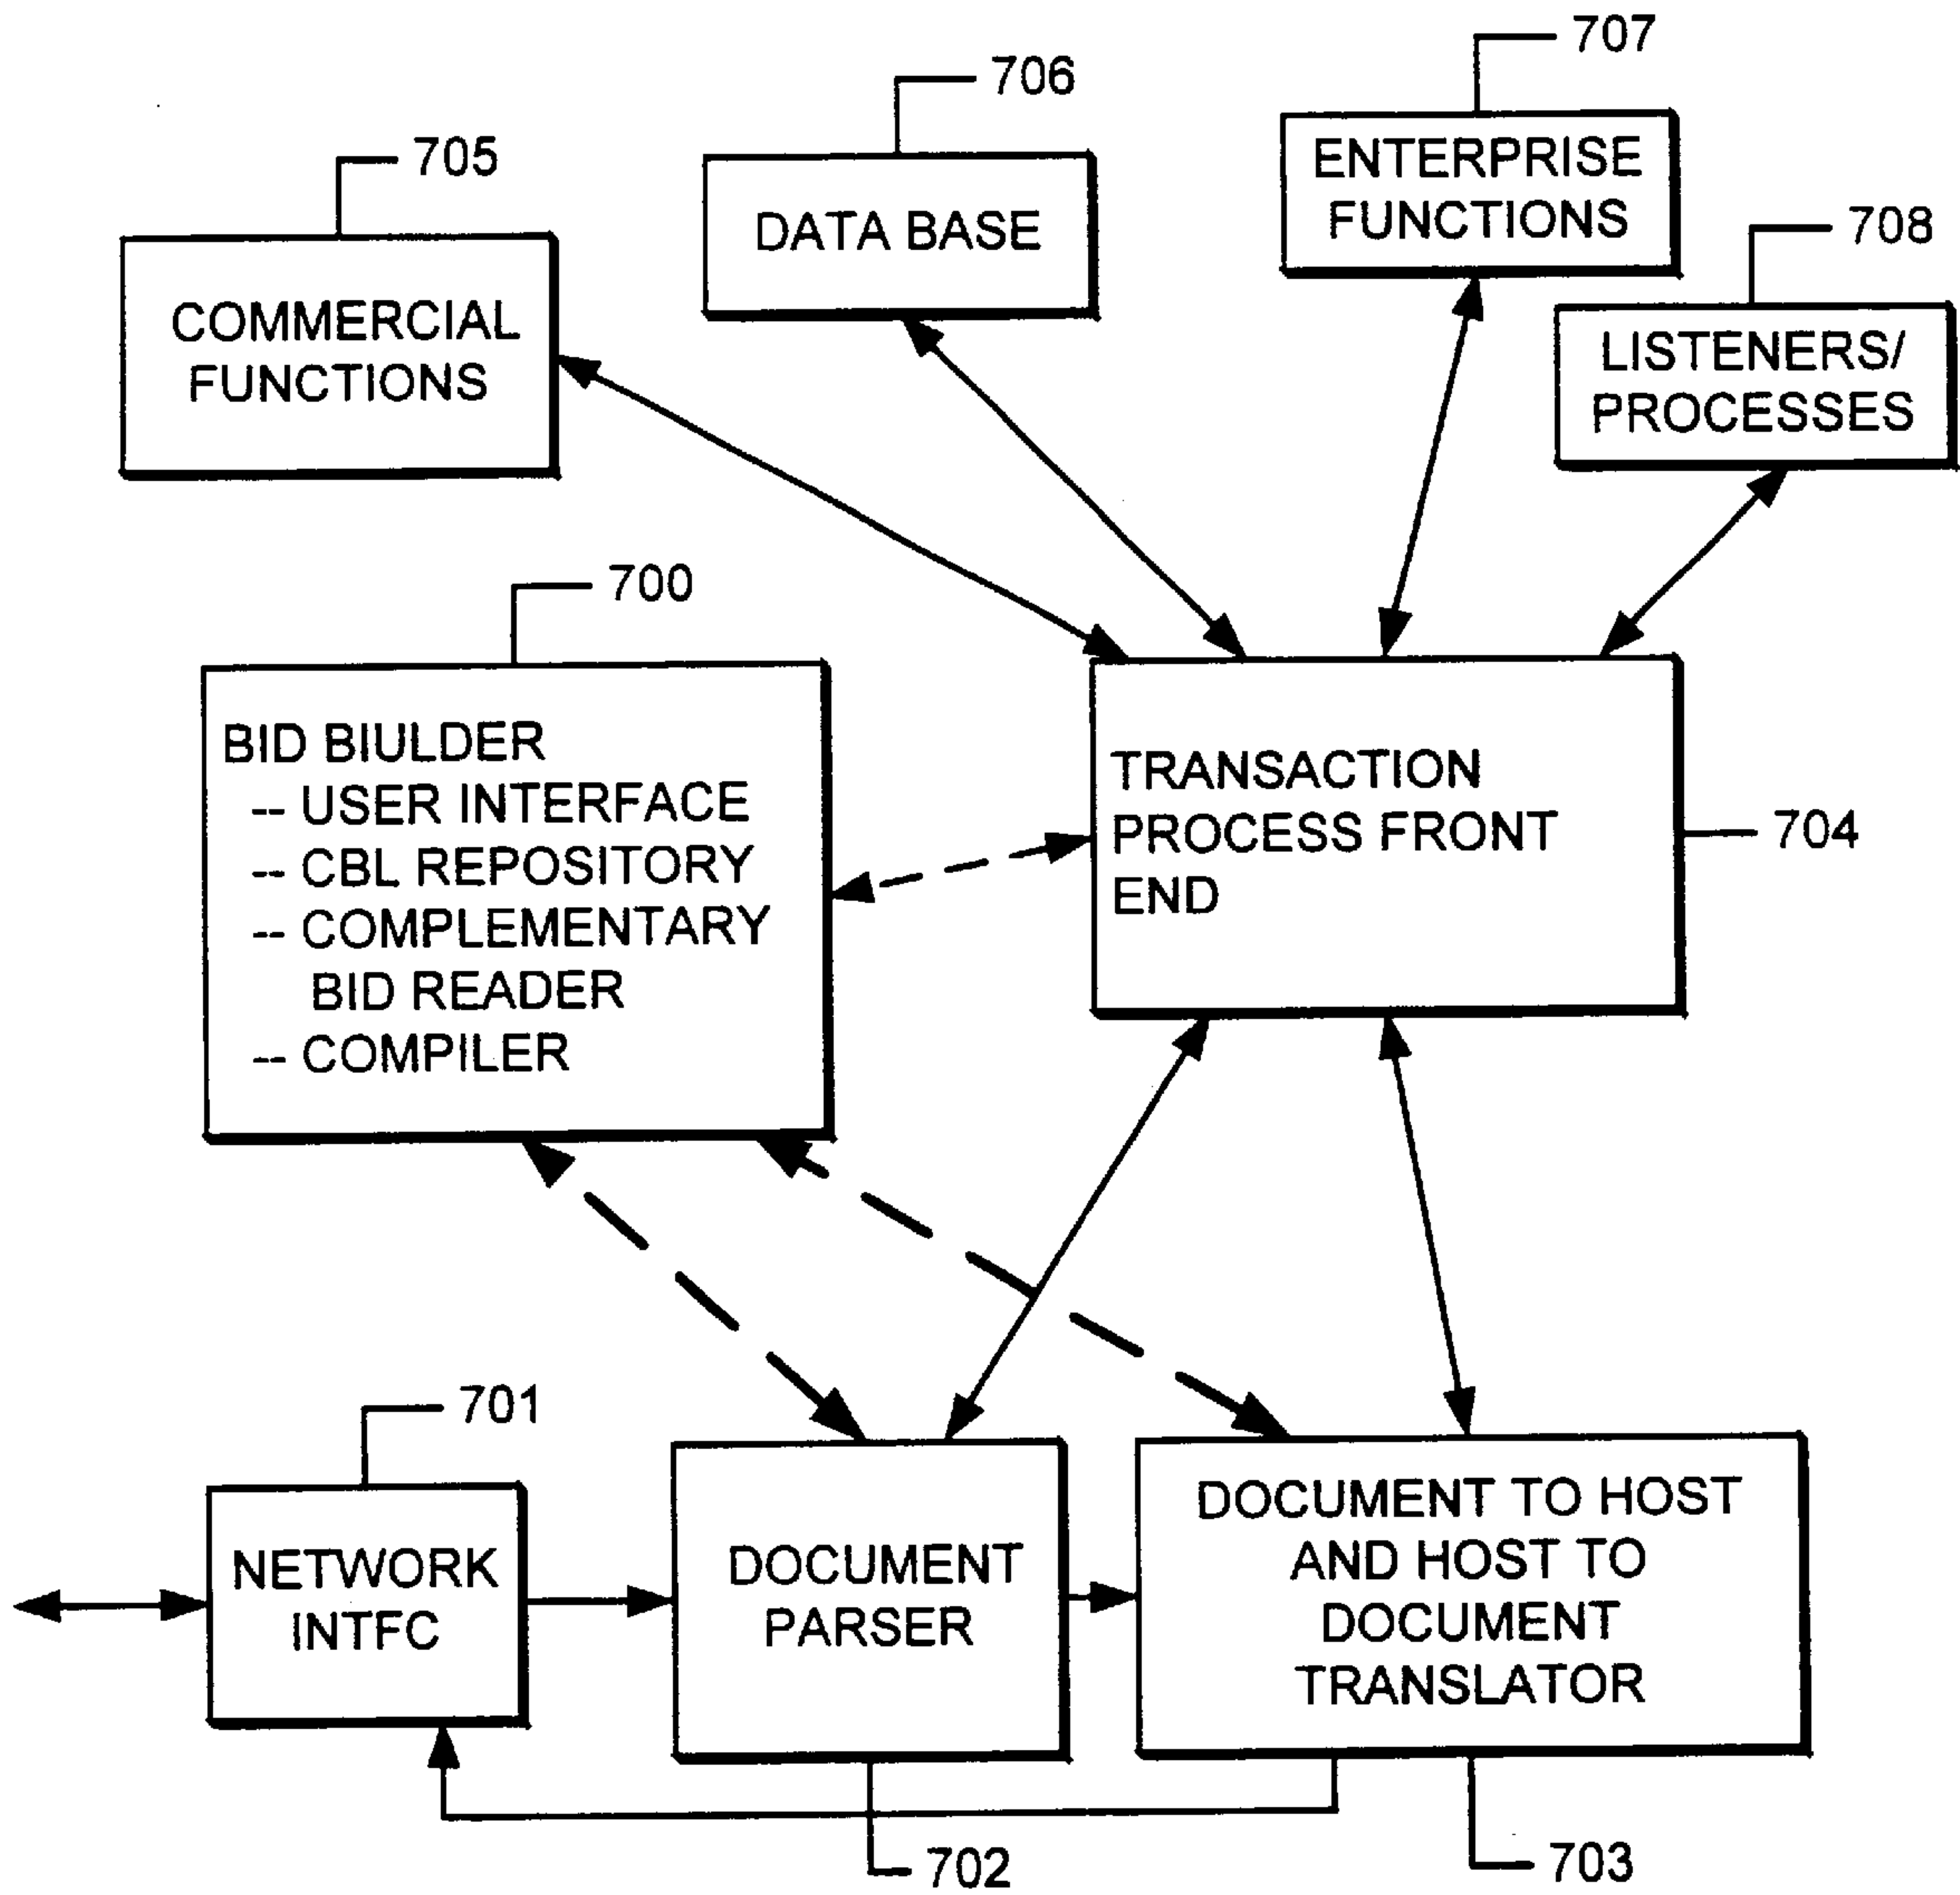 707
706
ENTERPRISE
FUNCTIONS
705
DATA BASE
708
COMMERCIAL
FUNCTIONS
LISTENERS/
PROCESSES
700
BID BIULDER
-- USER INTERFACE
-- CBL REPOSITORY
-- COMPLEMENTARY
BID READER
-- COMPILER
TRANSACTION
PROCESS FRONT
END
704
701
NETWORK
INTFC
DOCUMENT
PARSER
DOCUMENT TO HOST
AND HOST TO
DOCUMENT
TRANSLATOR
702
703